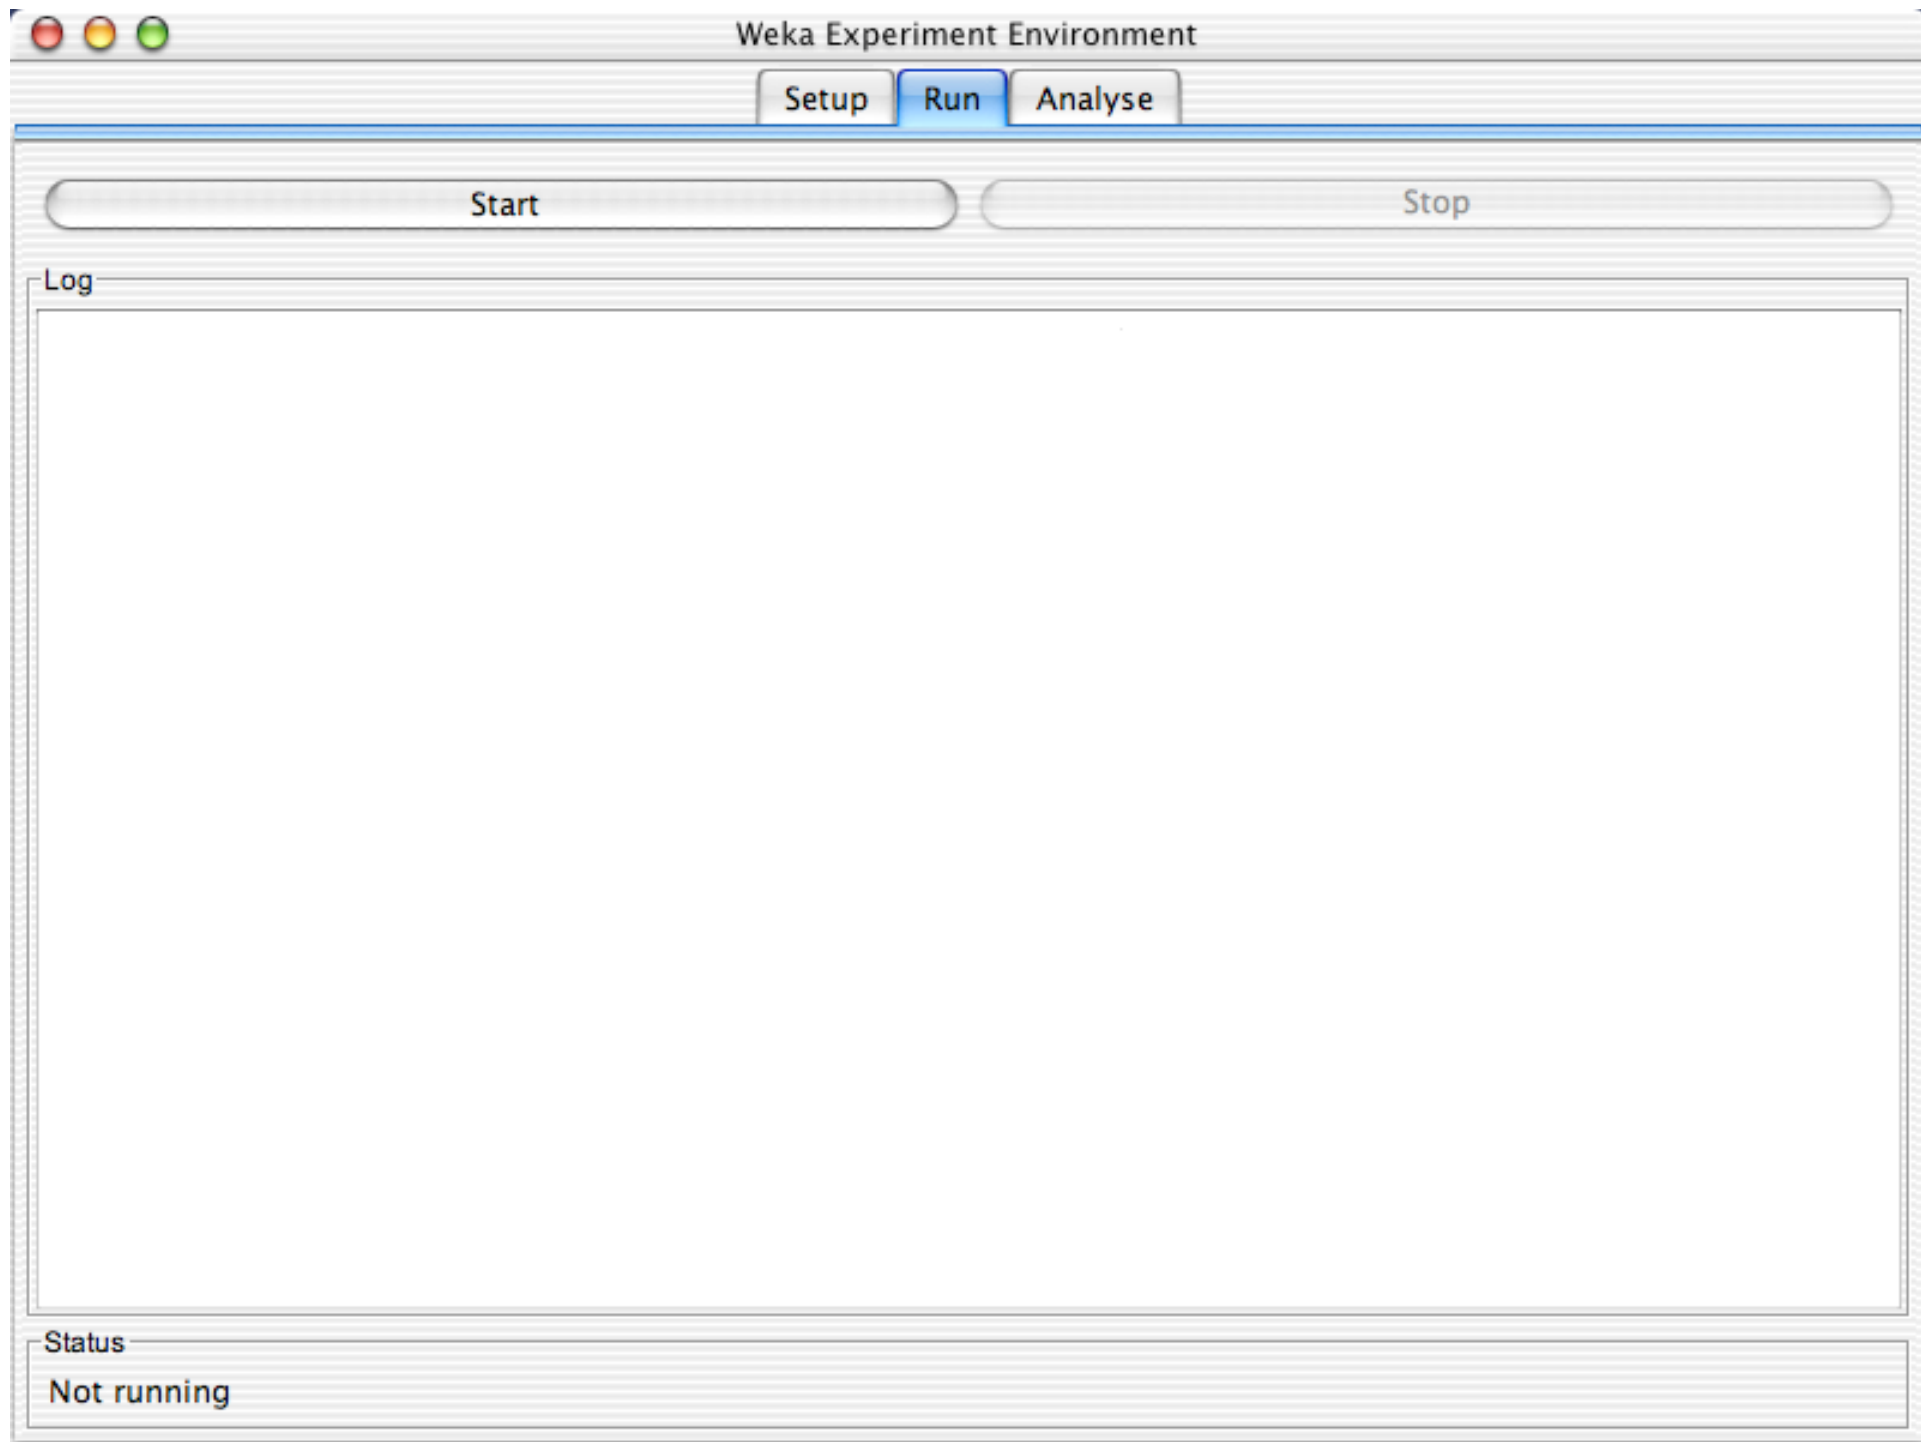 Weka Experiment Environment
Setup Run Analyse
Start Stop
Log
Status
Not running